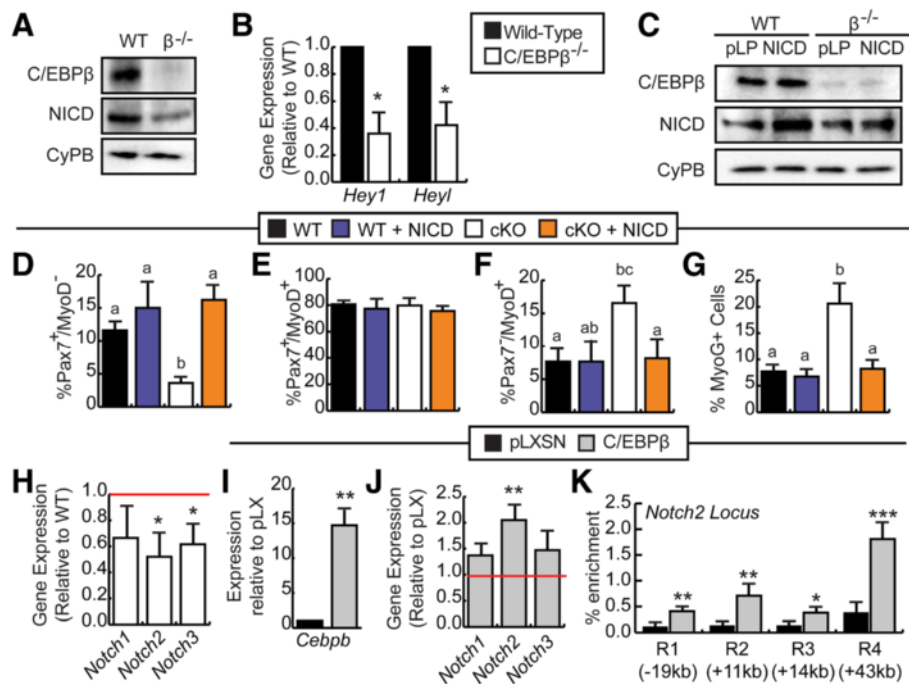 A
WT β-/-
C/EBPβ
NICD
CyPB
B
Wild-Type
C/EBPβ-/-
Gene Expression
(Relative to WT)
1.0
0.8
0.6
0.4
0.2
0.0
* *
Hey1 Heyl
C
WT β-/-
pLP NICD pLP NICD
C/EBPβ
NICD
CyPB
WT WT + NICD cKO cKO + NICD
D
%Pax7+/MyoD-
20
15
10
5
0
a a b a
E
%Pax7+/MyoD+
100
80
60
40
20
0
F
%Pax7-/MyoD+
20
15
10
5
0
a ab bc a
G
% MyoG+ Cells
25
20
15
10
5
0
a a b a
pLXSN C/EBPβ
H
Gene Expression
(Relative to WT)
1.0
0.8
0.6
0.4
0.2
0.0
* *
Notch1 Notch2 Notch3
I
Expression
relative to pLX
20
15
10
5
0
**
Cebpb
J
Gene Expression
(Relative to pLX)
2.5
2.0
1.5
1.0
0.5
0.0
**
Notch1 Notch2 Notch3
K
Notch2 Locus
% enrichment
2.5
2.0
1.5
1.0
0.5
0.0
** ** * ***
R1 R2 R3 R4
(-19kb) (+11kb) (+14kb) (+43kb)